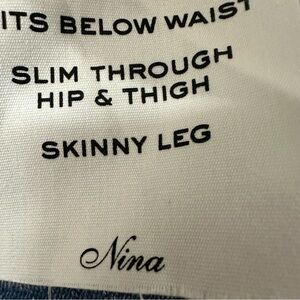 ITS BELOW WAIST
SLIM THROUGH
HIP & THIGH
SKINNY LEG
Nina